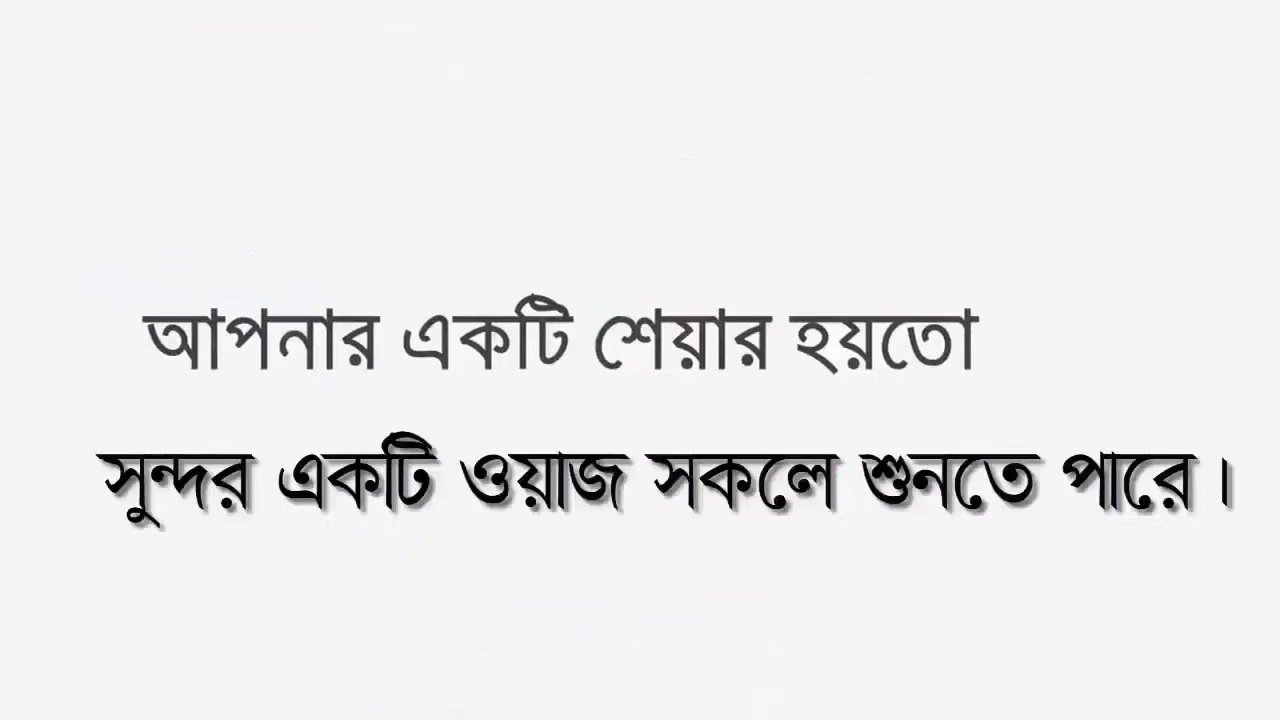 আপনার একটি শেয়ার হয়তো
সুন্দর একটি ওয়াজ সকলে শুনতে পারে।